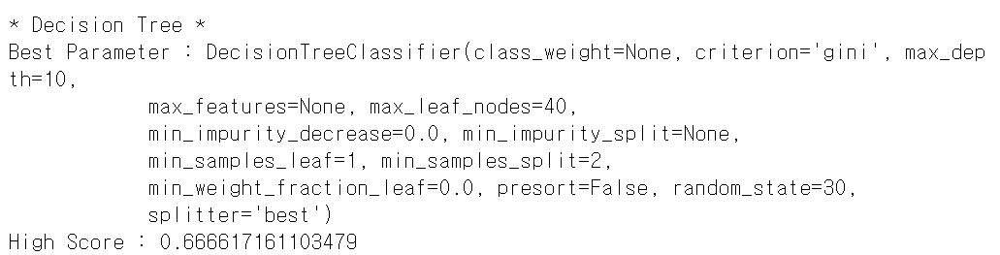 * Decision Tree *
Best Parameter : DecisionTreeClassifier(class_weight=None, criterion='gini', max_dep
th=10,
max_features=None, max_leaf_nodes=40,
min_impurity_decrease=0.0, min_impurity_split=None,
min_samples_leaf=1, min_samples_split=2,
min_weight_fraction_leaf=0.0, presort=False, random_state=30,
splitter='best')
High Score : 0.666617161103479